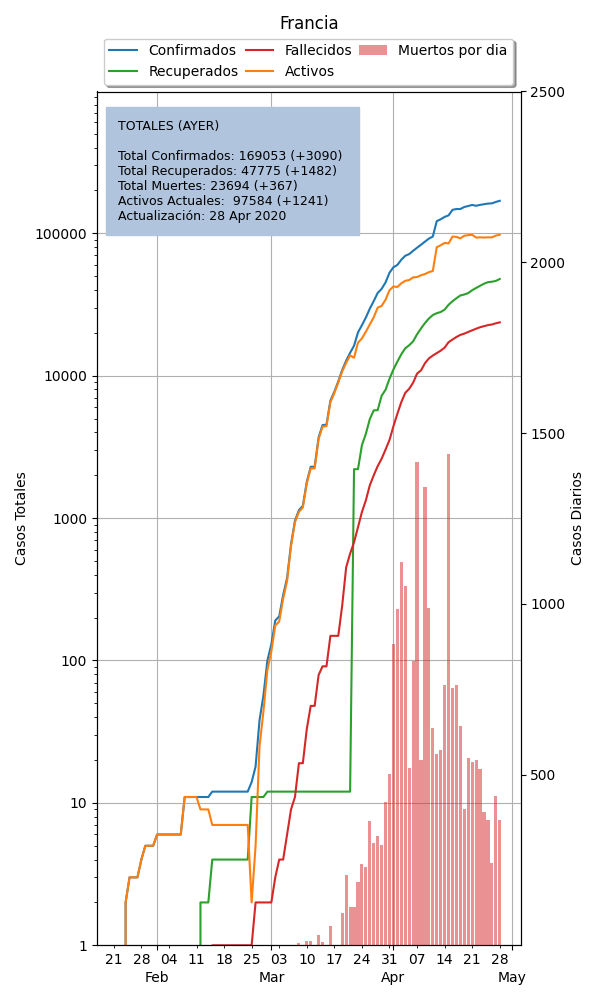 Francia
Confirmados
Recuperados
Fallecidos
Activos
Muertos por dia
TOTALES (AYER)
Total Confirmados: 169053 (+3090)
Total Recuperados: 47775 (+1482)
Total Muertes: 23694 (+367)
Activos Actuales:  97584 (+1241)
Actualización: 28 Apr 2020
Casos Totales
100000
10000
1000
100
10
1
2500
2000
1500
1000
500
Casos Diarios
21 28 04 11 18 25 03 10 17 24 31 07 14 21 28
Feb Mar Apr May